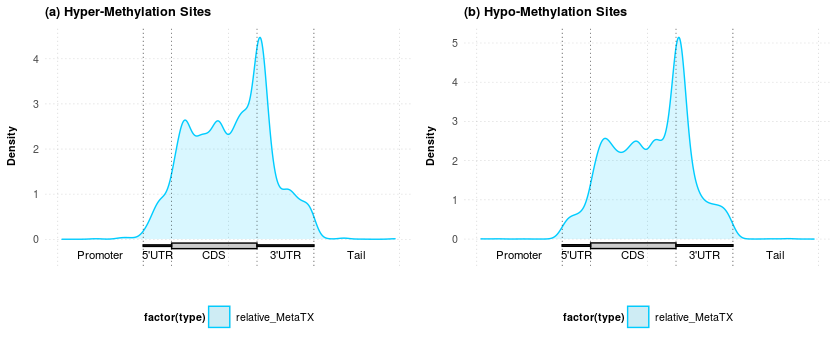 (a) Hyper-Methylation Sites
Density
4
3
2
1
0
Promoter 5'UTR CDS 3'UTR Tail
factor(type) relative_MetaTX
(b) Hypo-Methylation Sites
Density
5
4
3
2
1
0
Promoter 5'UTR CDS 3'UTR Tail
factor(type) relative_MetaTX